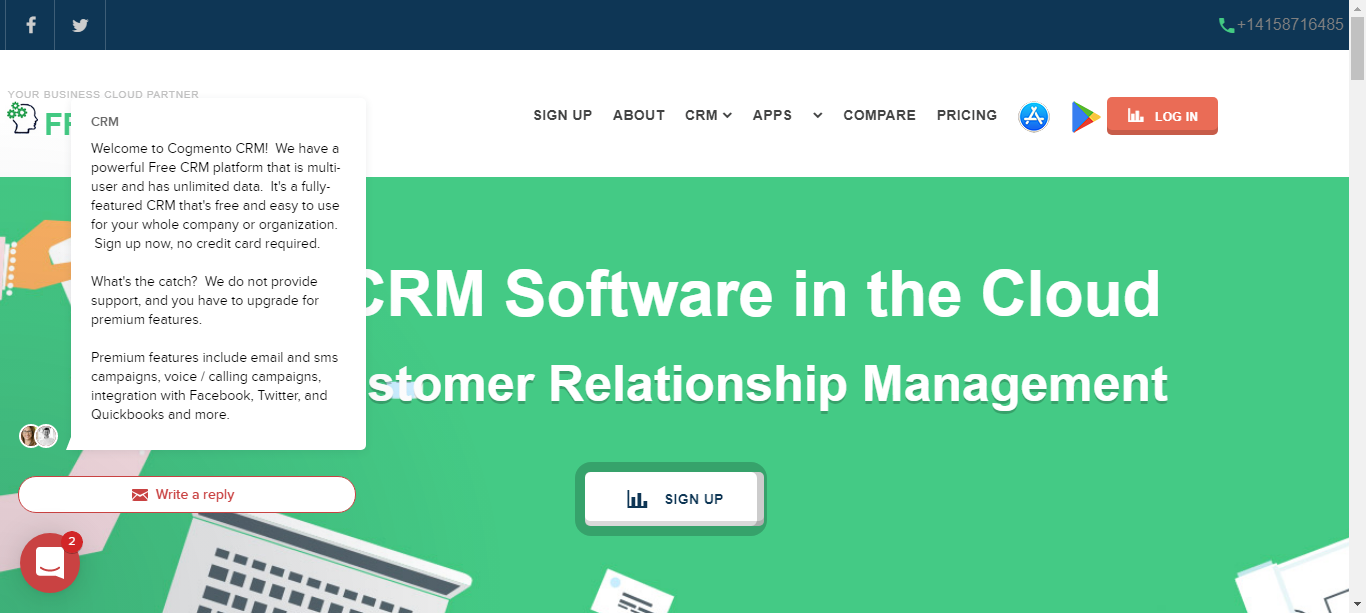 +14158716485
YOUR BUSINESS CLOUD PARTNER
SIGN UP ABOUT CRM APPS COMPARE PRICING LOG IN
CRM
Welcome to Cogmento CRM!  We have a
powerful Free CRM platform that is multi-
user and has unlimited data.  It's a fully-
featured CRM that's free and easy to use
for your whole company or organization.
Sign up now, no credit card required.
What's the catch?  We do not provide
support, and you have to upgrade for
premium features.
Premium features include email and sms
campaigns, voice / calling campaigns,
integration with Facebook, Twitter, and
Quickbooks and more.
Write a reply
2
CRM Software in the Cloud
stomer Relationship Management
SIGN UP